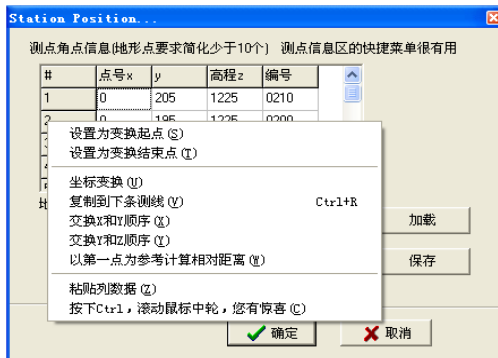 Station Position...
测点角点信息(地形点要求简化少于10个) 测点信息区的快捷菜单很有用
# 点号x y 高程z 编号
1 0 205 1225 0210
2 0 195 1225 0200
设置为变换起点(S)
设置为变换结束点(T)
坐标变换(U)
复制到下条测线(V) Ctrl+R
交换X和Y顺序(X)
交换Y和Z顺序(Y)
以第一点为参考计算相对距离(W)
粘贴列数据(Z)
按下Ctrl，滚动鼠标中轮，您有惊喜(C)
加载
保存
确定 取消